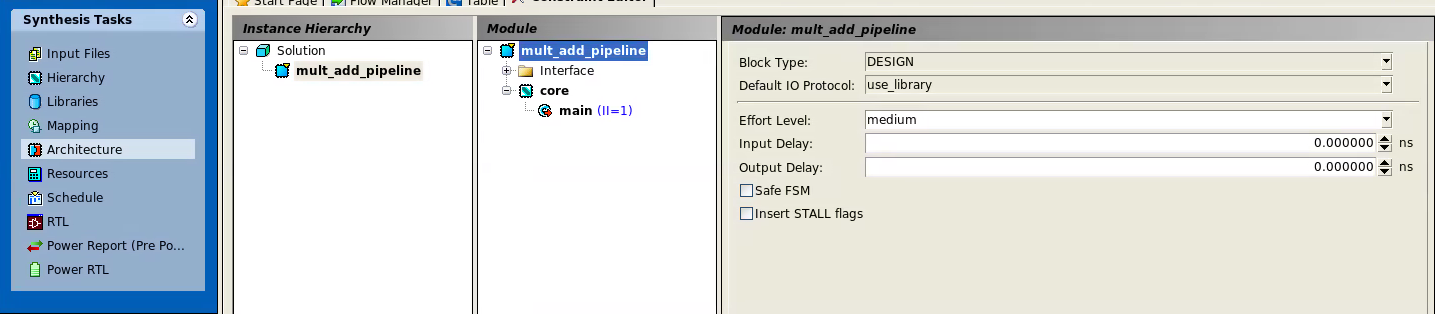 Start Page
Flow Manager
Table
Constraint Editor
Synthesis Tasks
Input Files
Hierarchy
Libraries
Mapping
Architecture
Resources
Schedule
RTL
Power Report (Pre Po...
Power RTL
Instance Hierarchy
Solution
mult_add_pipeline
Module
mult_add_pipeline
Interface
core
main (II=1)
Module: mult_add_pipeline
Block Type: DESIGN
Default IO Protocol: use_library
Effort Level: medium
Input Delay: 0.000000 ns
Output Delay: 0.000000 ns
Safe FSM
Insert STALL flags